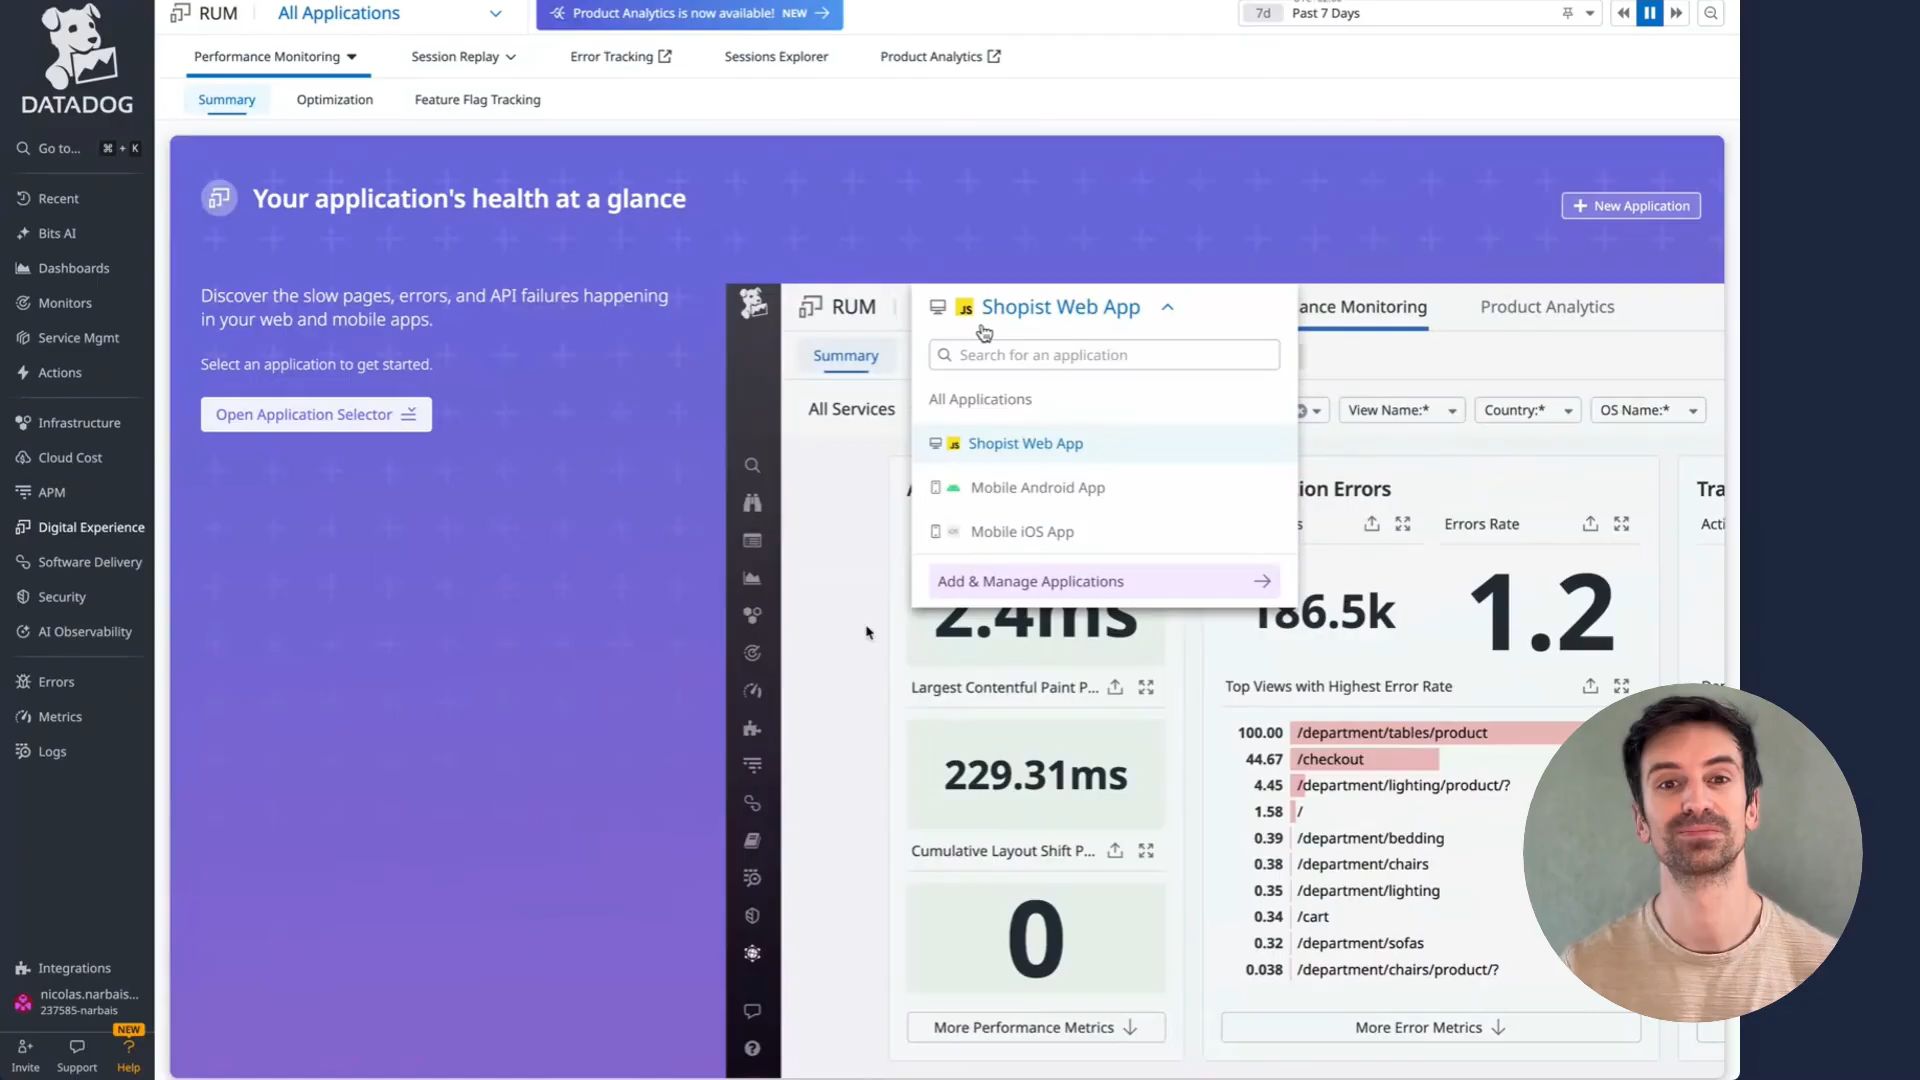 RUM
All Applications
Product Analytics is now available! NEW
7d Past 7 Days
DATADOG
Performance Monitoring
Session Replay
Error Tracking
Sessions Explorer
Product Analytics
Summary
Optimization
Feature Flag Tracking
Go to... ⌘ + K
Recent
Bits AI
Dashboards
Monitors
Service Mgmt
Actions
Infrastructure
Cloud Cost
APM
Digital Experience
Software Delivery
Security
AI Observability
Errors
Metrics
Logs
Integrations
nicolas.narbais...
237585-narbais
NEW
Invite
Support
Help
Your application's health at a glance
New Application
Discover the slow pages, errors, and API failures happening
in your web and mobile apps.
Select an application to get started.
Open Application Selector
RUM
JS Shopist Web App
ance Monitoring
Product Analytics
Summary
Search for an application
All Services
All Applications
JS Shopist Web App
Mobile Android App
Mobile iOS App
Add & Manage Applications
View Name:*
Country:*
OS Name:*
ion Errors
Errors Rate
186.5k
1.2
Tra
Acti
2.4ms
Largest Contentful Paint P...
229.31ms
Cumulative Layout Shift P...
0
More Performance Metrics
Top Views with Highest Error Rate
100.00 /department/tables/product
44.67 /checkout
4.45 /department/lighting/product/?
1.58 /
0.39 /department/bedding
0.38 /department/chairs
0.35 /department/lighting
0.34 /cart
0.32 /department/sofas
0.038 /department/chairs/product/?
More Error Metrics